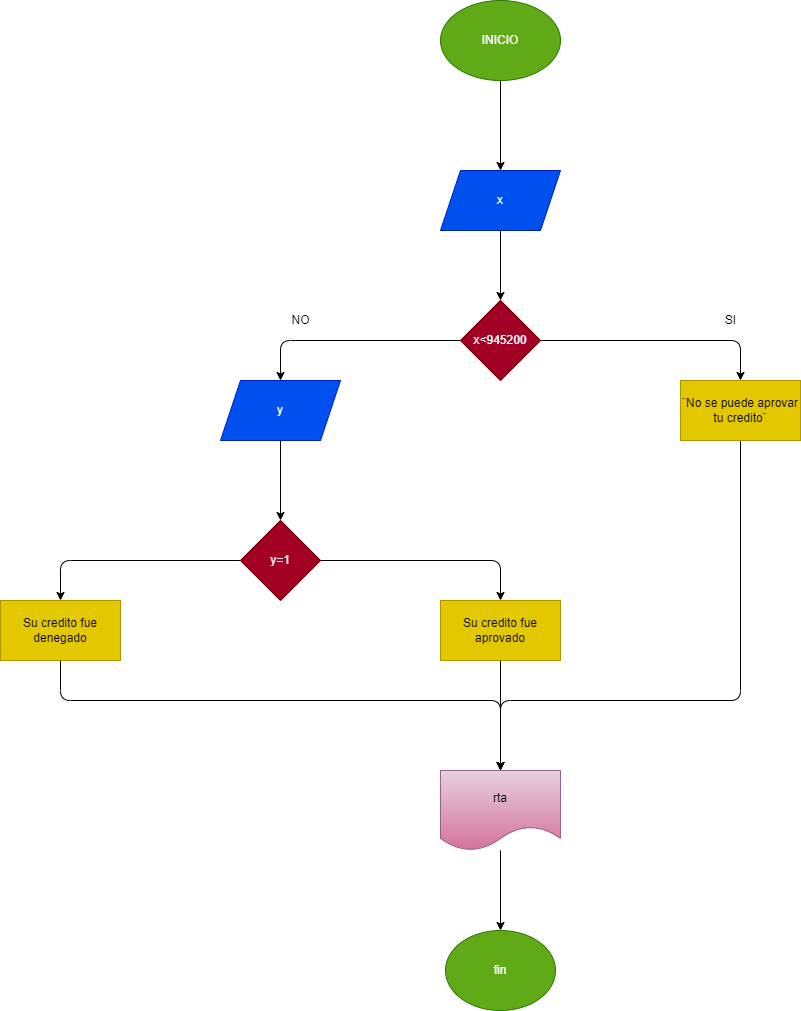 INICIO
x
x<945200
NO
SI
y
¨No se puede aprovar
tu credito¨
y=1
Su credito fue
denegado
Su credito fue
aprovado
rta
fin